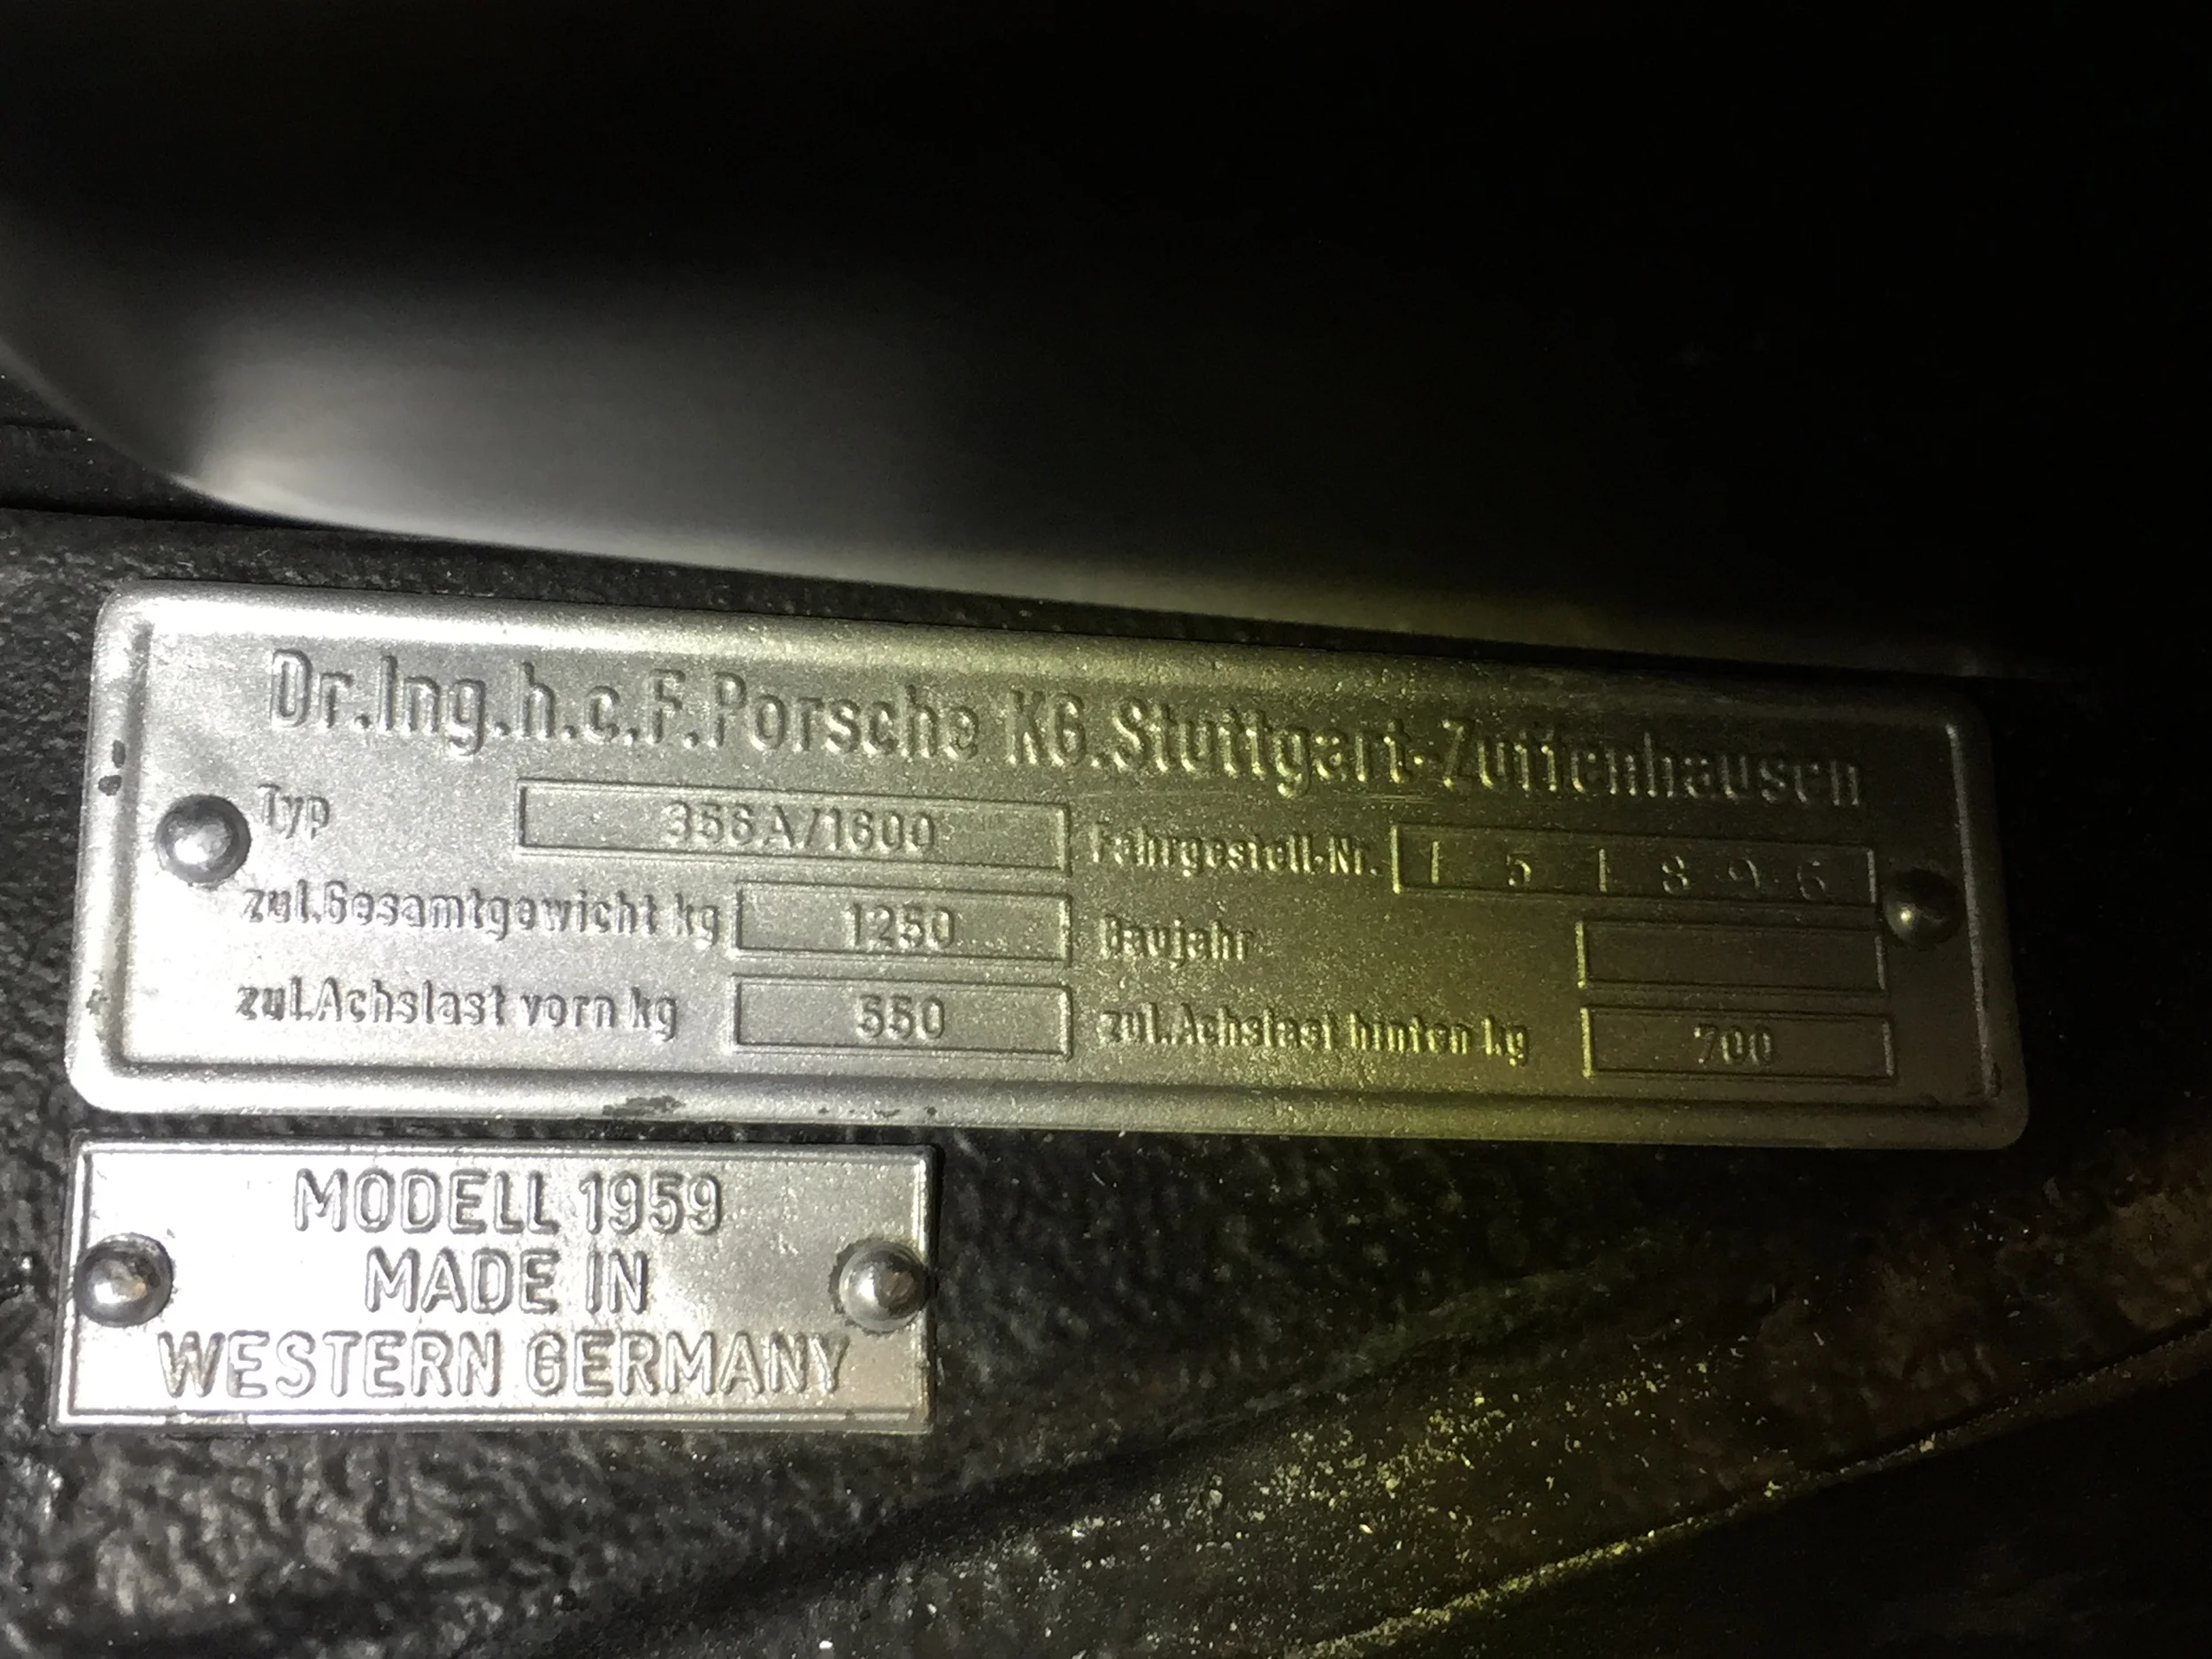 Dr.Ing.h.c.F.Porsche KG.Stuttgart-Zuffenhausen
Typ 356A/1600 Fahrgestell-Nr. 151896
zul.Gesamtgewicht kg 1250 Baujahr
zul.Achslast vorn kg 550 zul.Achslast hinten kg 700
MODELL 1959
MADE IN
WESTERN GERMANY